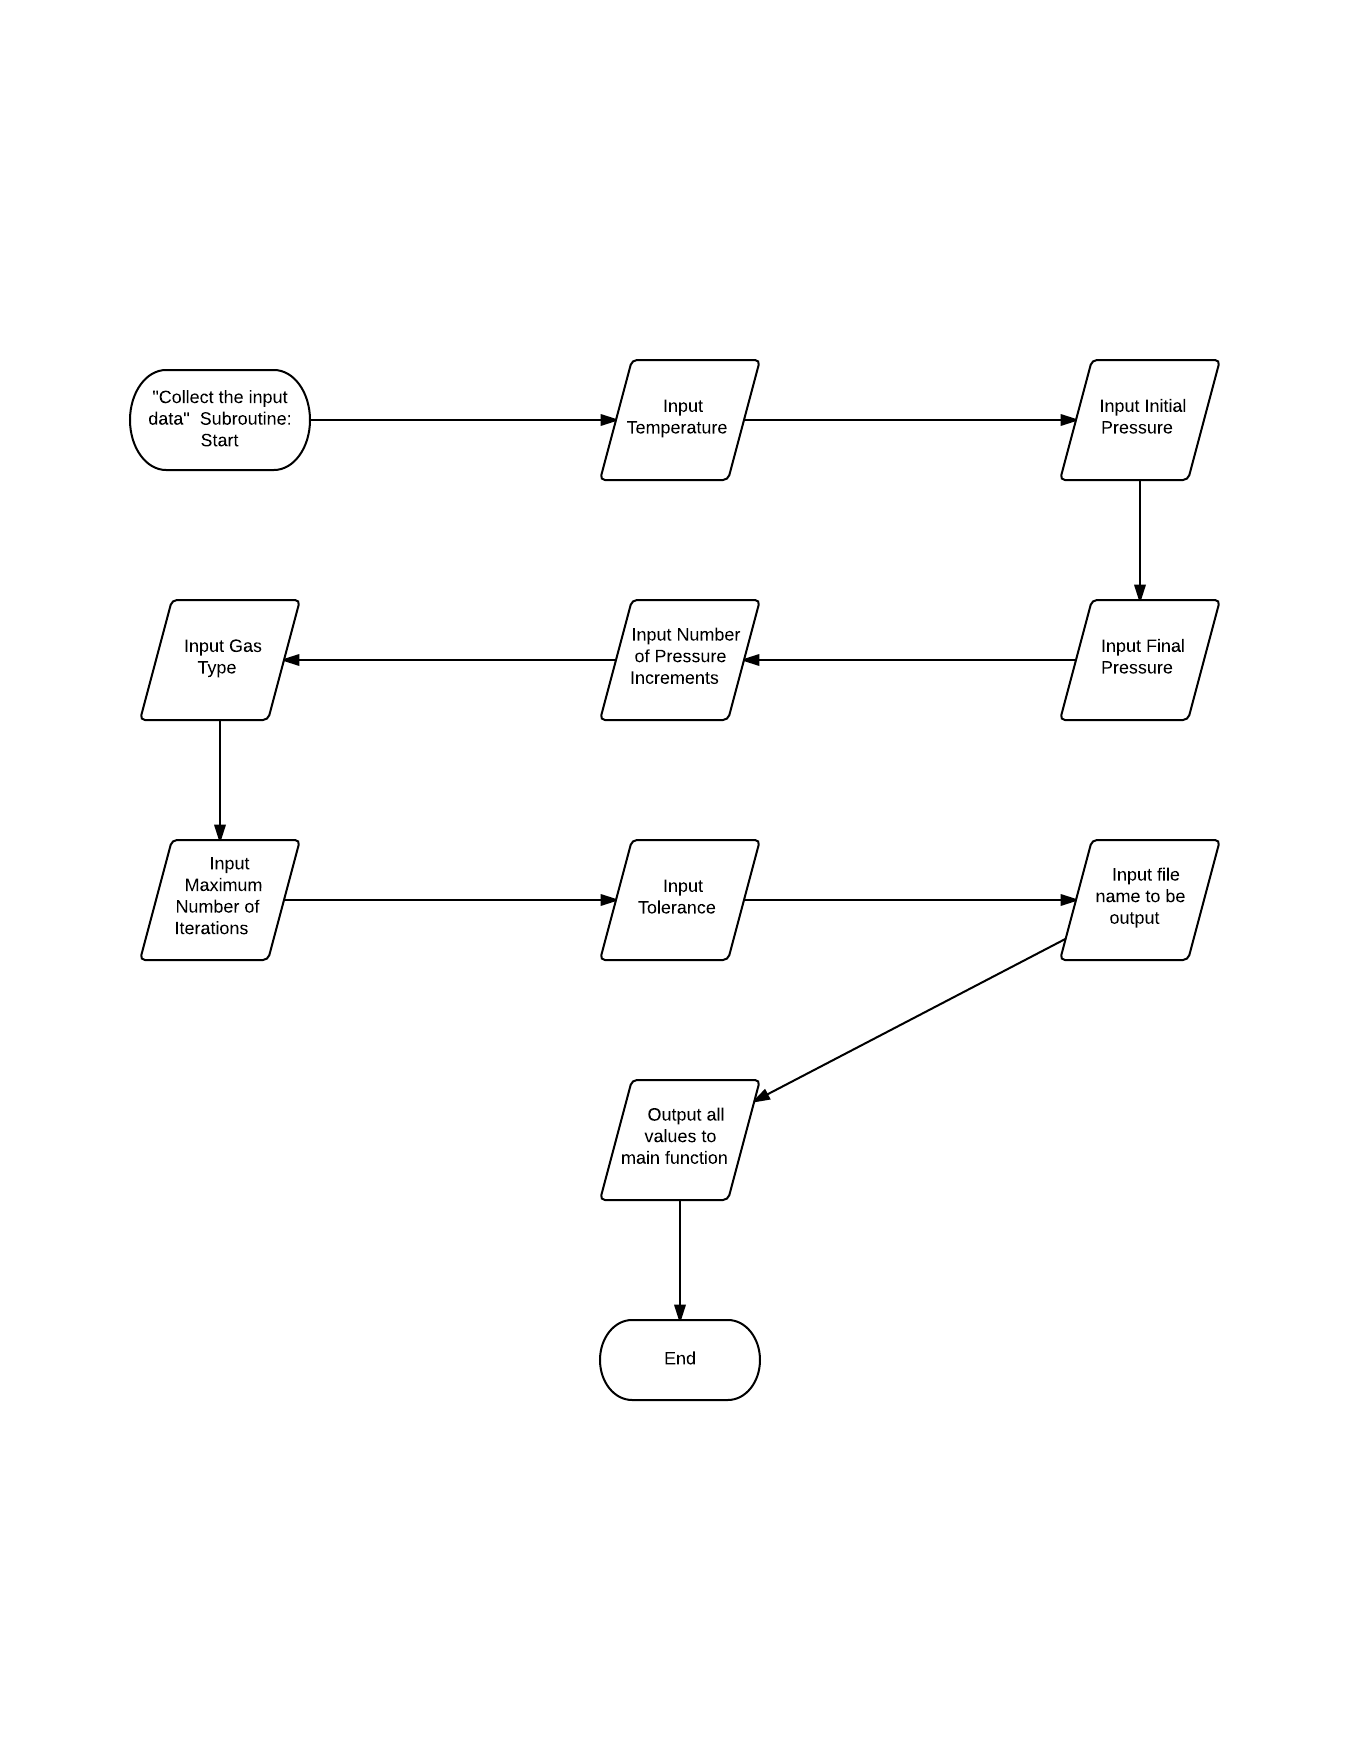 "Collect the input
data"  Subroutine:
Start
Input
Temperature
Input Initial
Pressure
Input Final
Pressure
Input Number
of Pressure
Increments
Input Gas
Type
Input
Maximum
Number of
Iterations
Input
Tolerance
Input file
name to be
output
Output all
values to
main function
End